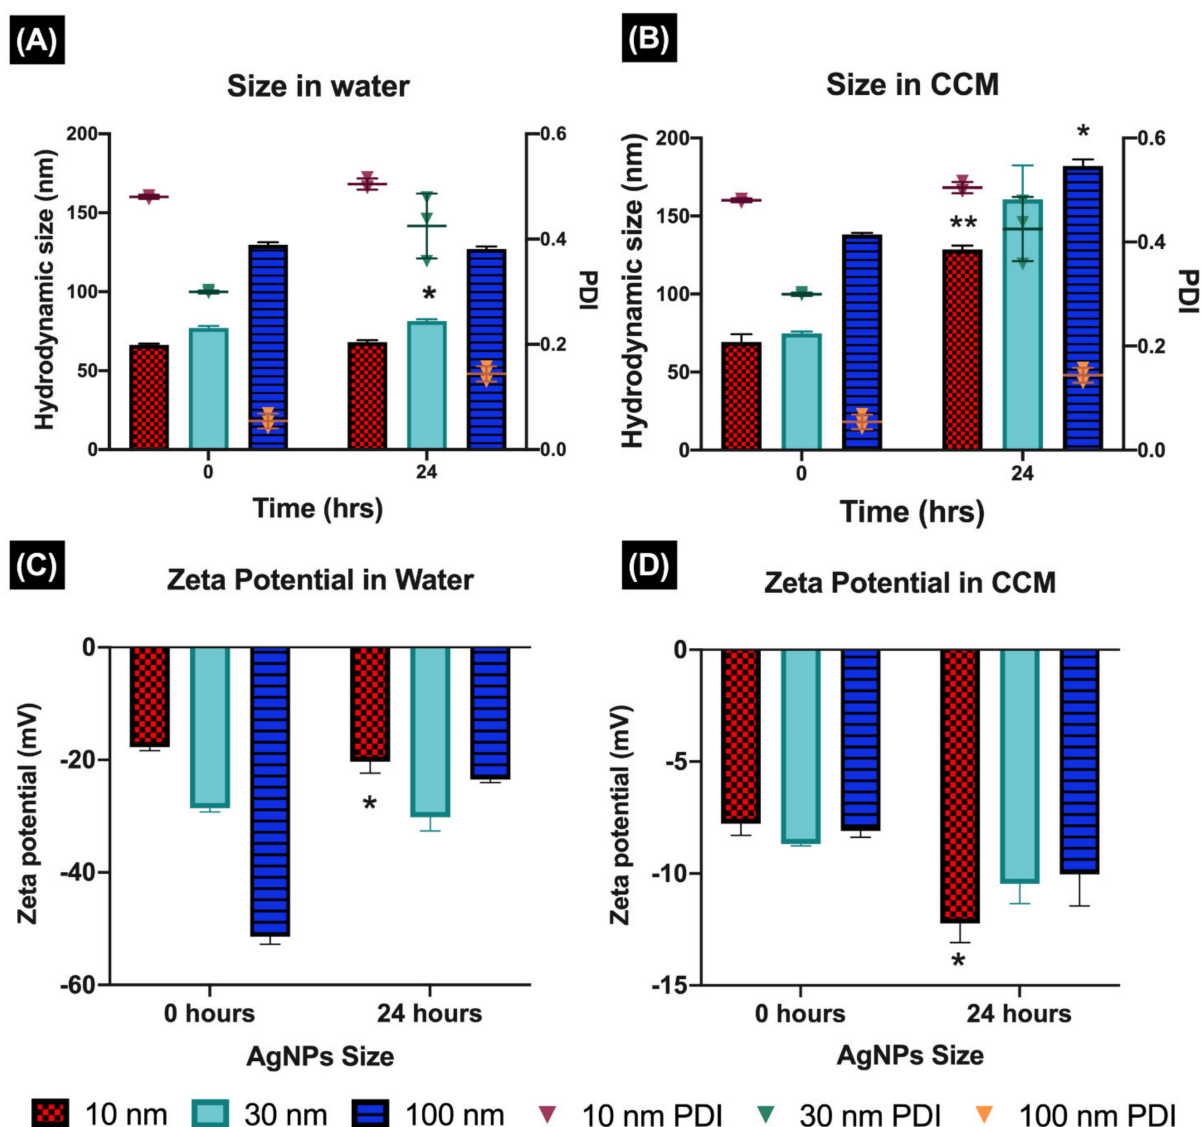 (A)
Size in water
Hydrodynamic size (nm)
200
150
100
50
0
0.6
0.4
0.2
0.0
PDI
*
0
24
Time (hrs)
(B)
Size in CCM
Hydrodynamic size (nm)
200
150
100
50
0
0.6
0.4
0.2
0.0
PDI
**
*
0
24
Time (hrs)
(C)
Zeta Potential in Water
Zeta potential (mV)
0
-20
-40
-60
*
0 hours
24 hours
AgNPs Size
(D)
Zeta Potential in CCM
Zeta potential (mV)
0
-5
-10
-15
*
0 hours
24 hours
AgNPs Size
10 nm 30 nm 100 nm 10 nm PDI 30 nm PDI 100 nm PDI